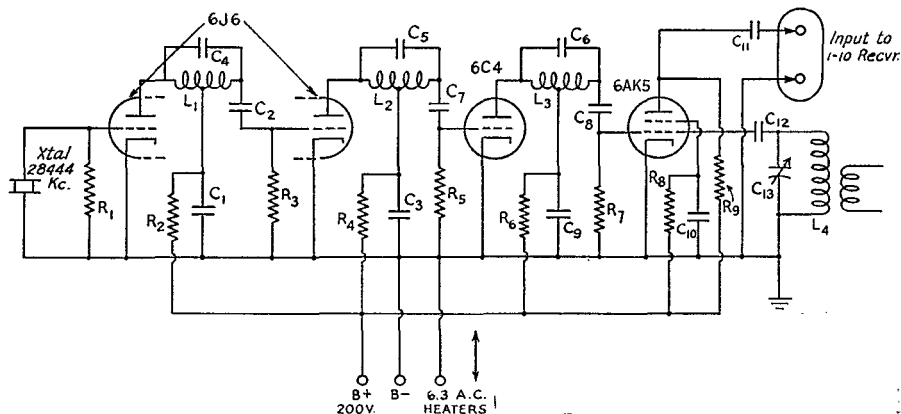 6J6
C4
L1
C2
Xtal
28444
Kc.
R1
R2
C1
R3
C5
L2
C7
R4
C3
R5
6C4
C6
L3
C8
R6
C9
R7
6AK5
R8
C10
R9
C11
Input to
1-10 Recvr.
C12
C13
L4
B+
200V.
B-
6.3 A.C.
HEATERS